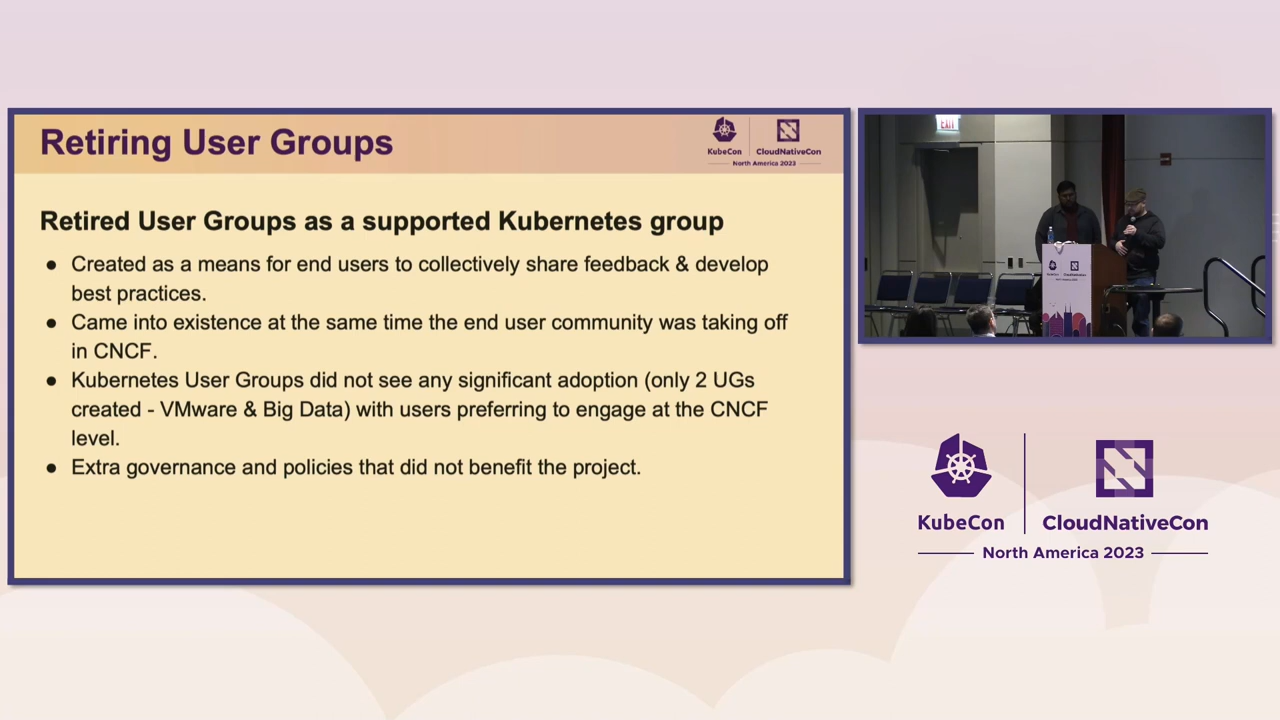 Retiring User Groups
KubeCon
CloudNativeCon
North America 2023
Retired User Groups as a supported Kubernetes group
● Created as a means for end users to collectively share feedback & develop
best practices.
● Came into existence at the same time the end user community was taking off
in CNCF.
● Kubernetes User Groups did not see any significant adoption (only 2 UGs
created - VMware & Big Data) with users preferring to engage at the CNCF
level.
● Extra governance and policies that did not benefit the project.
EXIT
KubeCon
CloudNativeCon
North America 2023